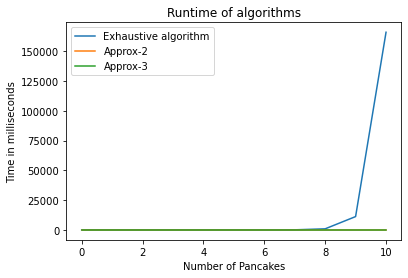 Runtime of algorithms
Exhaustive algorithm
Approx-2
Approx-3
Time in milliseconds
150000
125000
100000
75000
50000
25000
0
0 2 4 6 8 10
Number of Pancakes